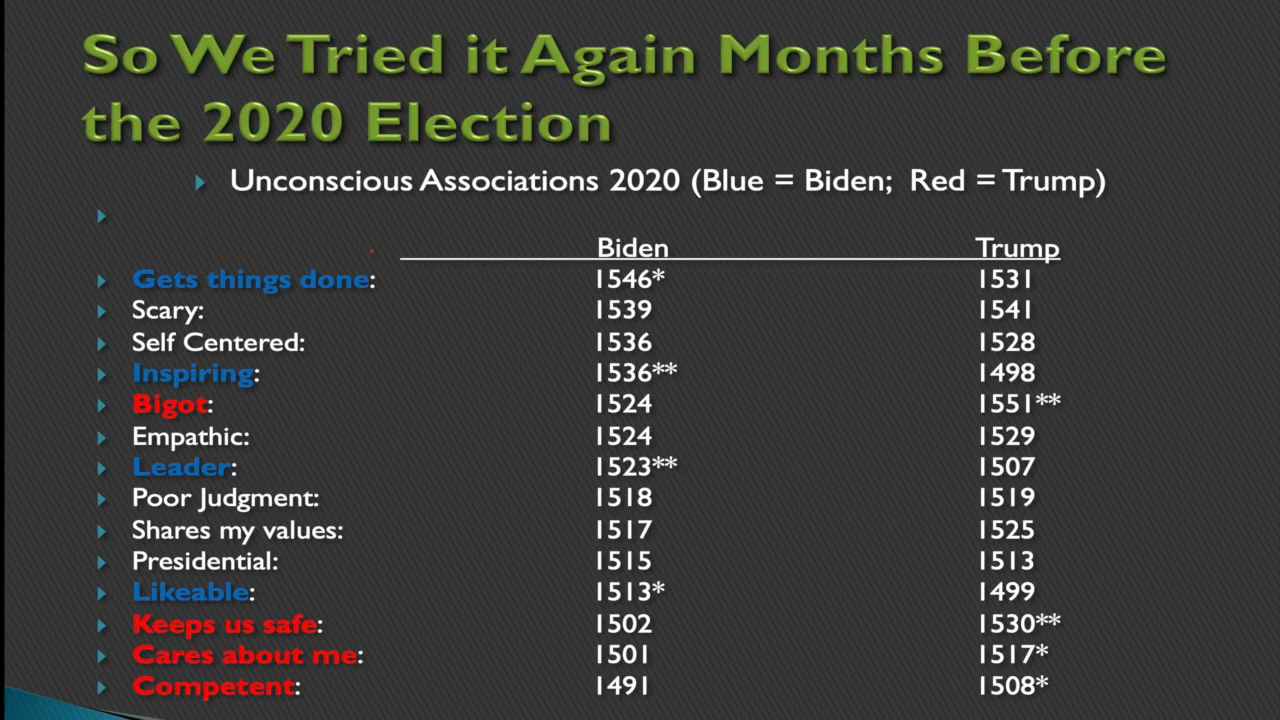 So We Tried it Again Months Before
the 2020 Election
Unconscious Associations 2020 (Blue = Biden; Red = Trump)
Biden Trump
Gets things done: 1546* 1531
Scary: 1539 1541
Self Centered: 1536 1528
Inspiring: 1536** 1498
Bigot: 1524 1551**
Empathic: 1524 1529
Leader: 1523** 1507
Poor Judgment: 1518 1519
Shares my values: 1517 1525
Presidential: 1515 1513
Likeable: 1513* 1499
Keeps us safe: 1502 1530**
Cares about me: 1501 1517*
Competent: 1491 1508*